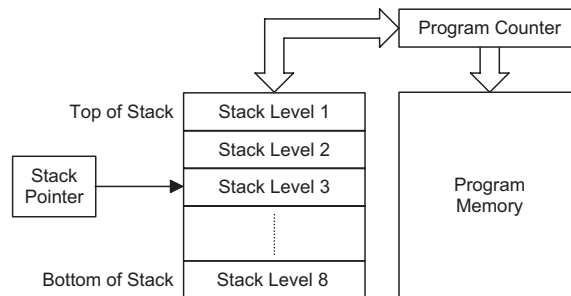 Program Counter
Top of Stack
Stack Level 1
Stack Level 2
Stack
Pointer
Stack Level 3
Program
Memory
Bottom of Stack
Stack Level 8